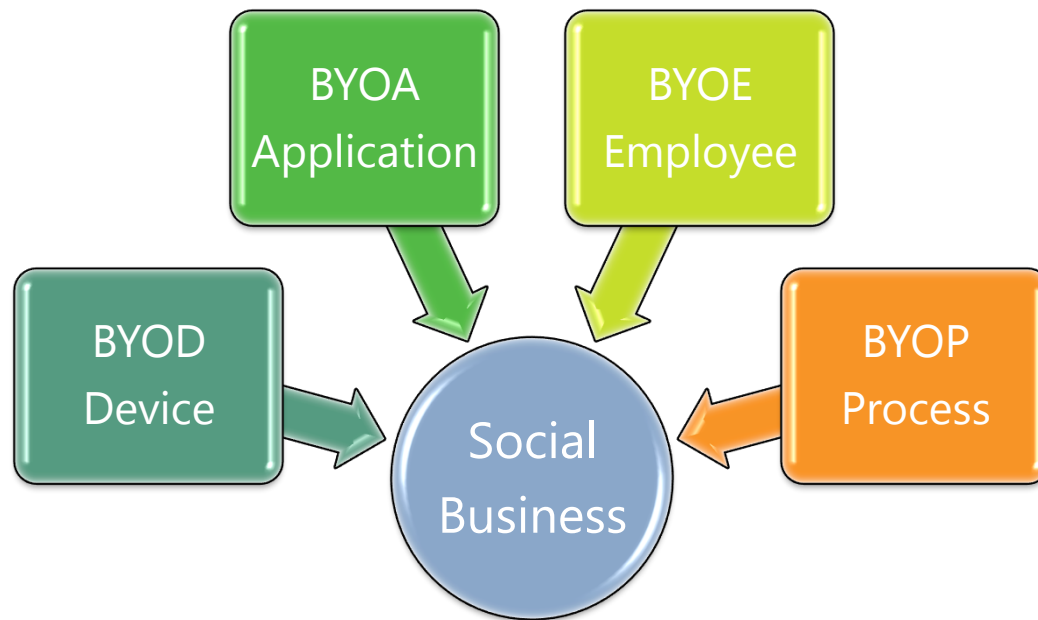 BYOA
Application
BYOE
Employee
BYOD
Device
BYOP
Process
Social
Business